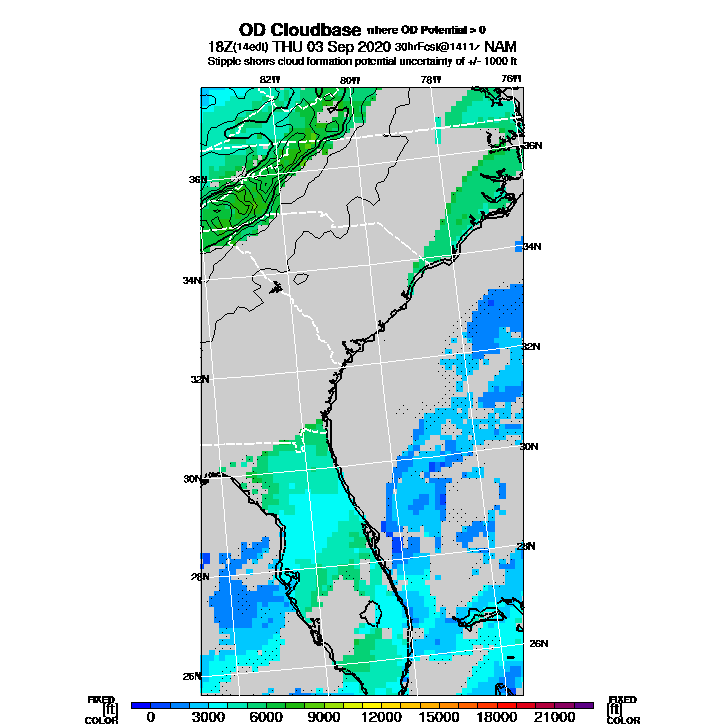 OD Cloudbase where OD Potential > 0
18Z(14edt) THU 03 Sep 2020 30hrFcst@1411z NAM
Stipple shows cloud formation potential uncertainty of +/- 1000 ft
82W 80W 78W 76W
36N
36N
34N
34N
32N
32N
30N
30N
28N
28N
26N
26N
FIXED FIXED
[ft] [ft]
COLOR 0 3000 6000 9000 12000 15000 18000 21000 COLOR